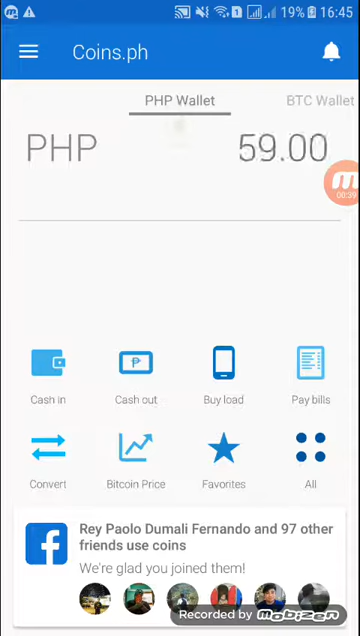 19% 16:45
Coins.ph
PHP Wallet
BTC Wallet
PHP
59.00
00:39
Cash in
Cash out
Buy load
Pay bills
Convert
Bitcoin Price
Favorites
All
Rey Paolo Dumali Fernando and 97 other
friends use coins
We're glad you joined them!
Recorded by mobizen